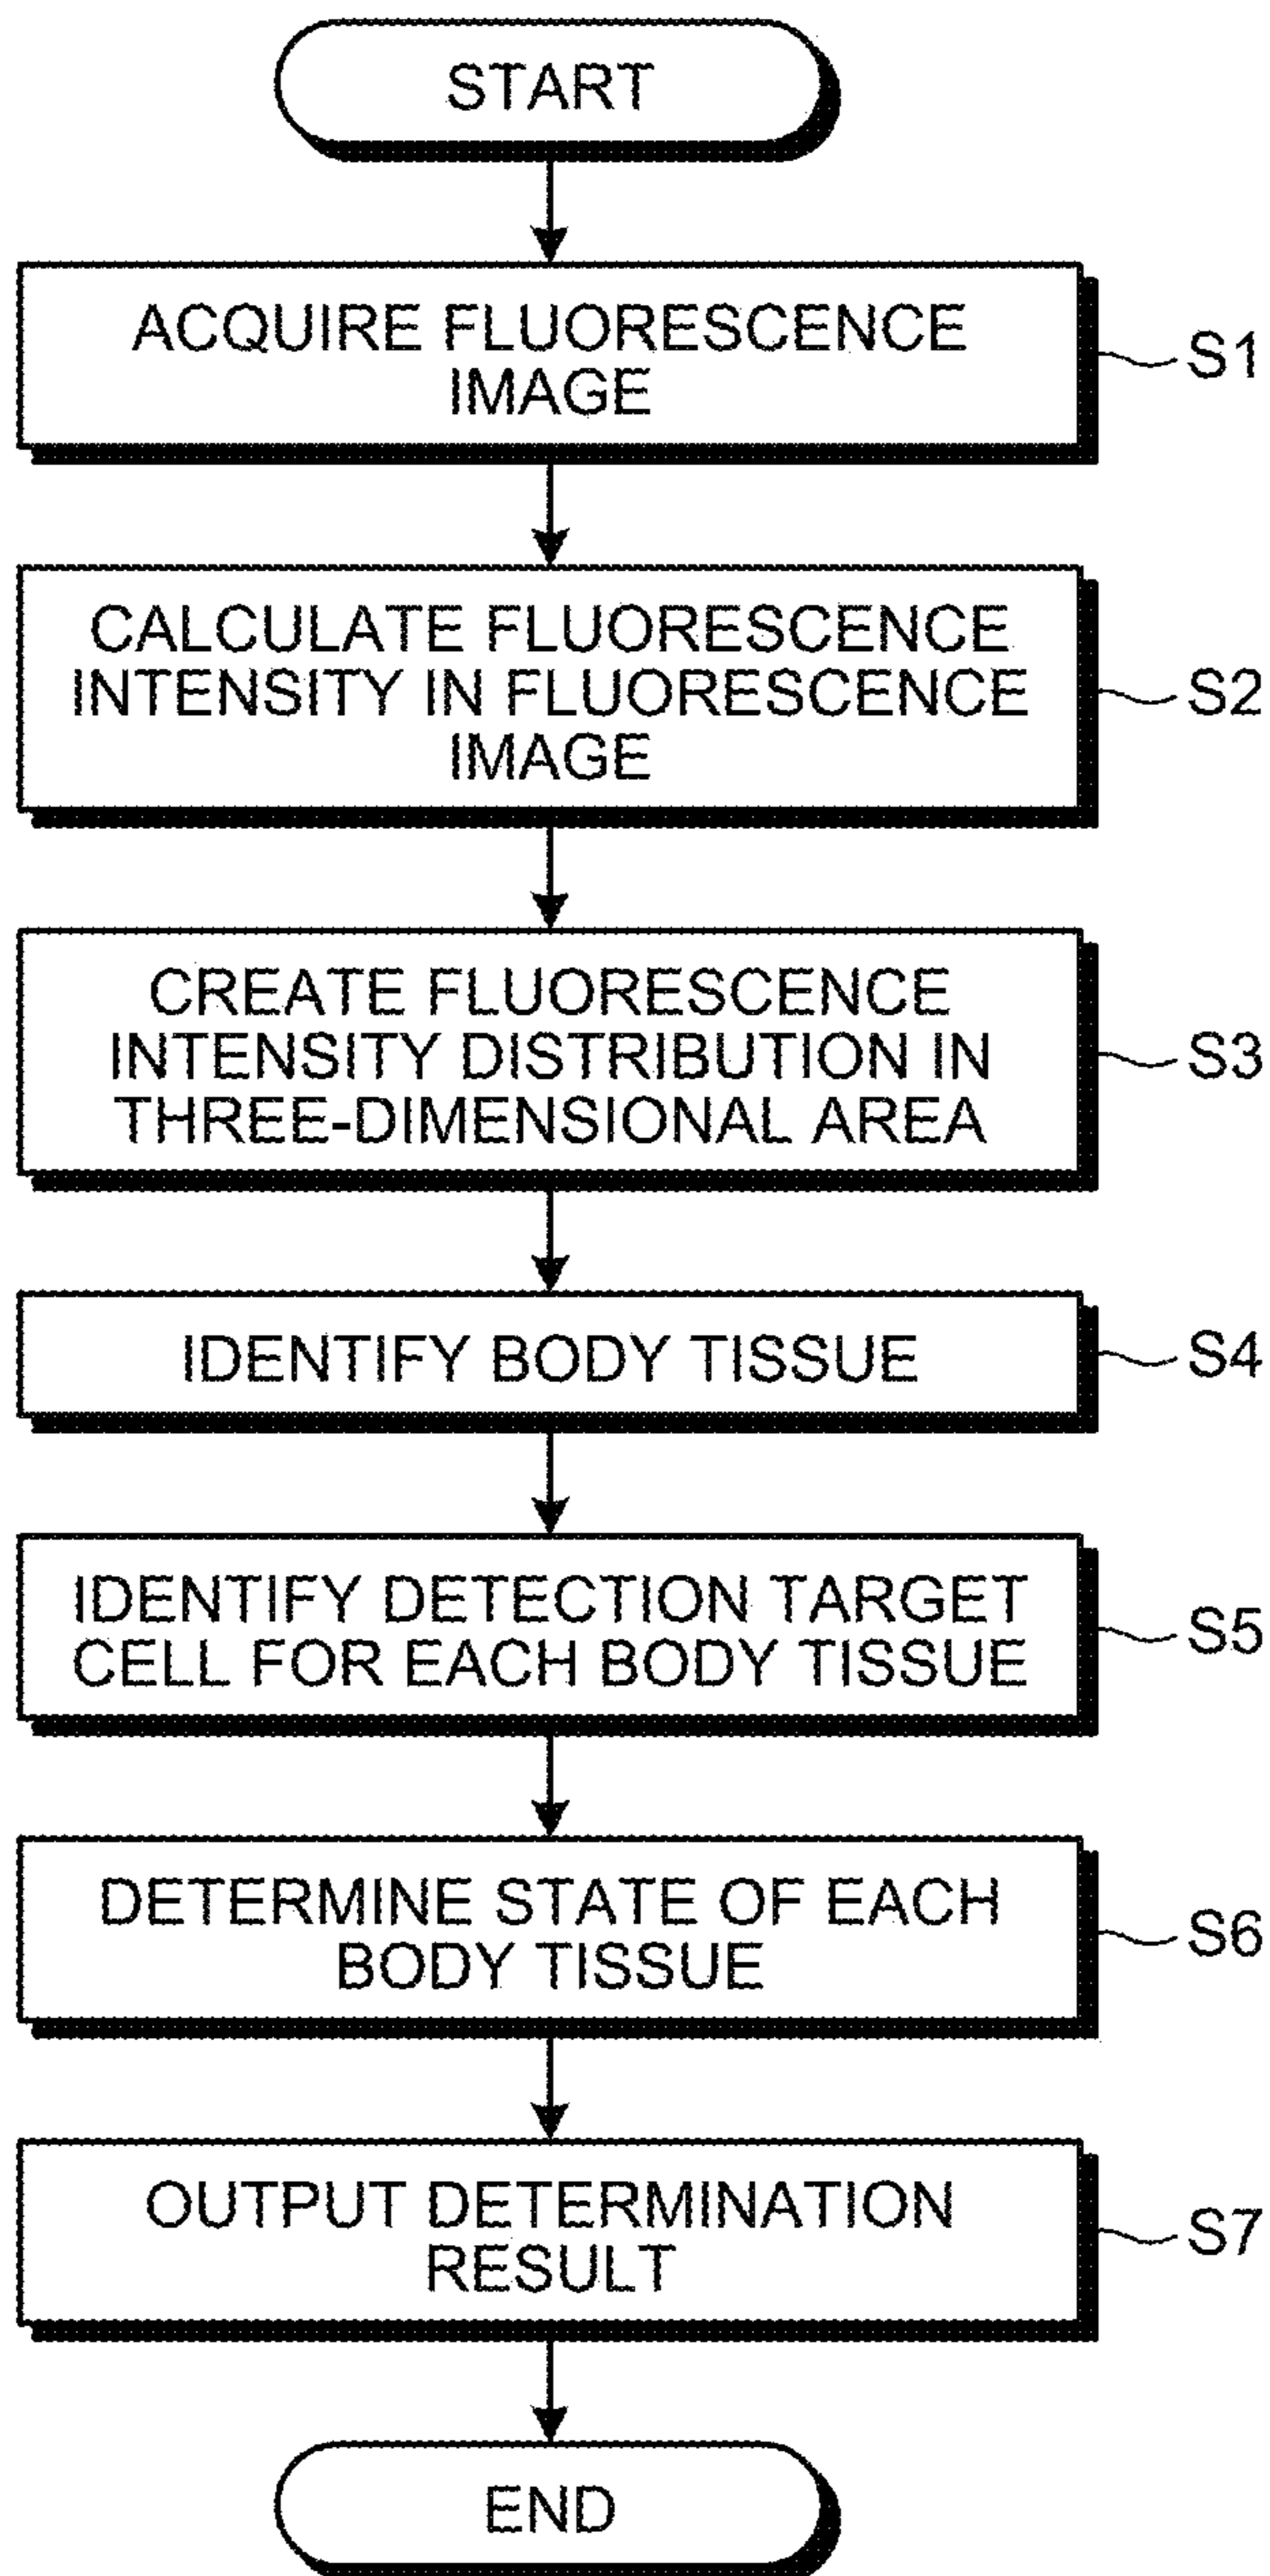 START
ACQUIRE FLUORESCENCE
IMAGE
S1
CALCULATE FLUORESCENCE
INTENSITY IN FLUORESCENCE
IMAGE
S2
CREATE FLUORESCENCE
INTENSITY DISTRIBUTION IN
THREE-DIMENSIONAL AREA
S3
IDENTIFY BODY TISSUE
S4
IDENTIFY DETECTION TARGET
CELL FOR EACH BODY TISSUE
S5
DETERMINE STATE OF EACH
BODY TISSUE
S6
OUTPUT DETERMINATION
RESULT
S7
END